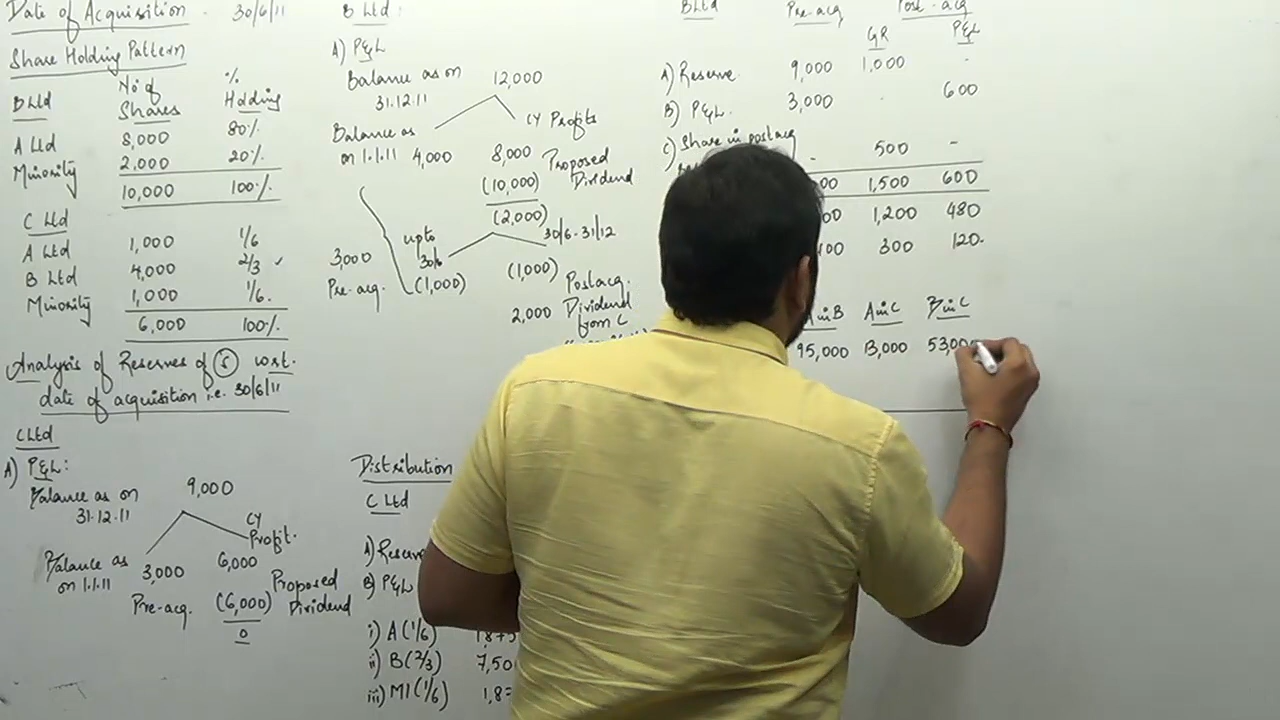 Date of Acquisition - 30/6/11
Share Holding Pattern
B Ltd No of Shares % Holding
A Ltd 8,000 80%
Minority 2,000 20%
10,000 100%
C Ltd
A Ltd 1,000 1/6
B Ltd 4,000 2/3 ✓
Minority 1,000 1/6.
6,000 100%
Analysis of Reserves of (S) w.r.t.
date of acquisition i.e. 30/6/11
C Ltd
A) P&L:
Balance as on 9,000
31.12.11
CY
Profit.
Balance as 3,000 6,000
on 1.1.11
Pre-acq. (6,000) Proposed Dividend
0
B Ltd:
A) P&L
Balance as on 12,000
31.12.11
CY Profits
Balance as
on 1.1.11 4,000 8,000 Proposed
(10,000) Dividend
(2,000)
upto 30/6 30/6-31/12
3,000 (1,000) (1,000) Postacq.
Pre-acq. 2,000 Dividend
from C
Distribution
C Ltd
A) Reserve
B) P&L
i) A (1/6)
ii) B (2/3) 7,50
iii) MI (1/6)
B Ltd Pre-acq Post-acq
GR P&L
A) Reserve. 9,000 1,000 -
B) P&L. 3,000 - 600
C) Share in postacq
- 500 -
00 1,500 600
00 1,200 480
00 300 120.
A in B A in C B in C
95,000 13,000 53,000